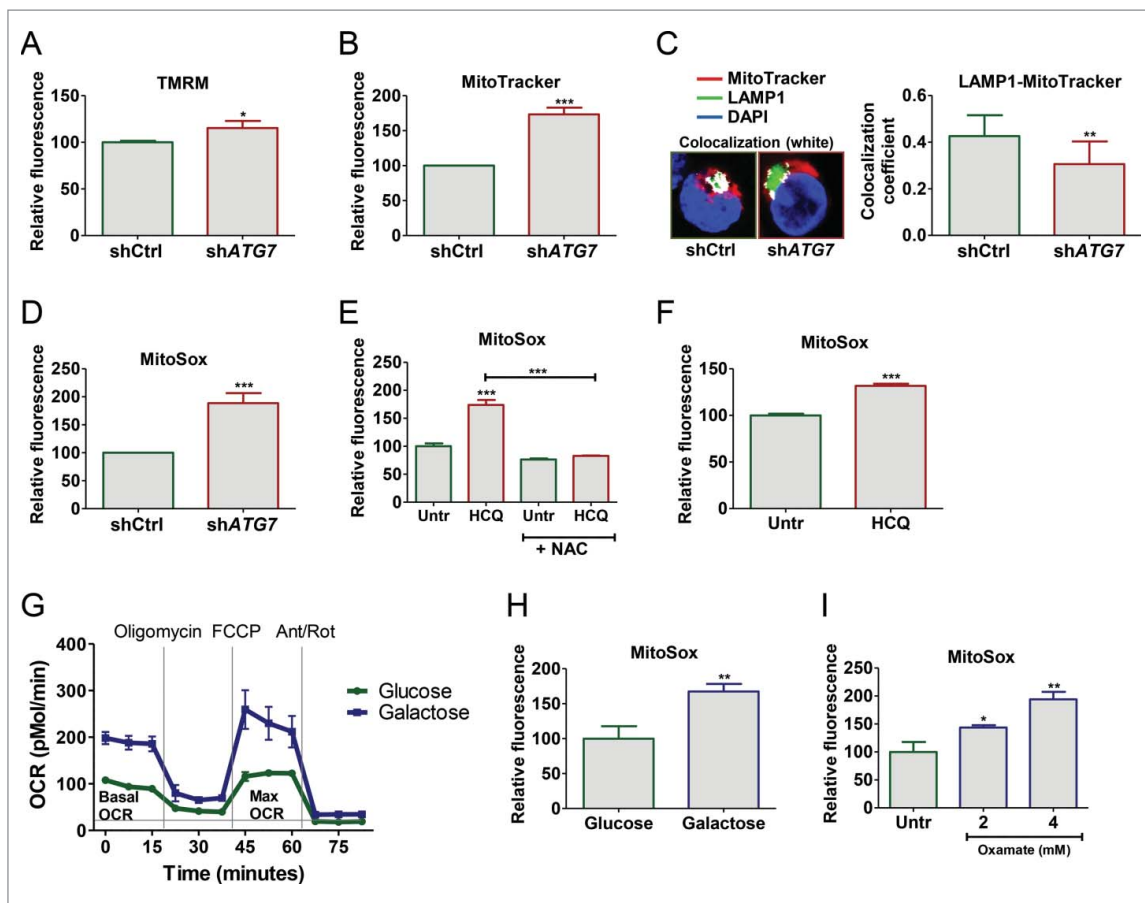 A
TMRM
Relative fluorescence
150
100
50
0
*
shCtrl
shATG7
B
MitoTracker
Relative fluorescence
200
150
100
50
0
***
shCtrl
shATG7
C
MitoTracker
LAMP1
DAPI
Colocalization (white)
shCtrl
shATG7
LAMP1-MitoTracker
Colocalization
coefficient
0.6
0.4
0.2
0.0
**
shCtrl
shATG7
D
MitoSox
Relative fluorescence
250
200
150
100
50
0
***
shCtrl
shATG7
E
MitoSox
Relative fluorescence
250
200
150
100
50
0
***
***
Untr
HCQ
Untr
HCQ
+ NAC
F
MitoSox
Relative fluorescence
150
100
50
0
***
Untr
HCQ
G
Oligomycin FCCP Ant/Rot
OCR (pMol/min)
400
300
200
100
0
Glucose
Galactose
Basal
OCR
Max
OCR
0 15 30 45 60 75
Time (minutes)
H
MitoSox
Relative fluorescence
200
150
100
50
0
**
Glucose
Galactose
I
MitoSox
Relative fluorescence
250
200
150
100
50
0
*
**
Untr
2
4
Oxamate (mM)